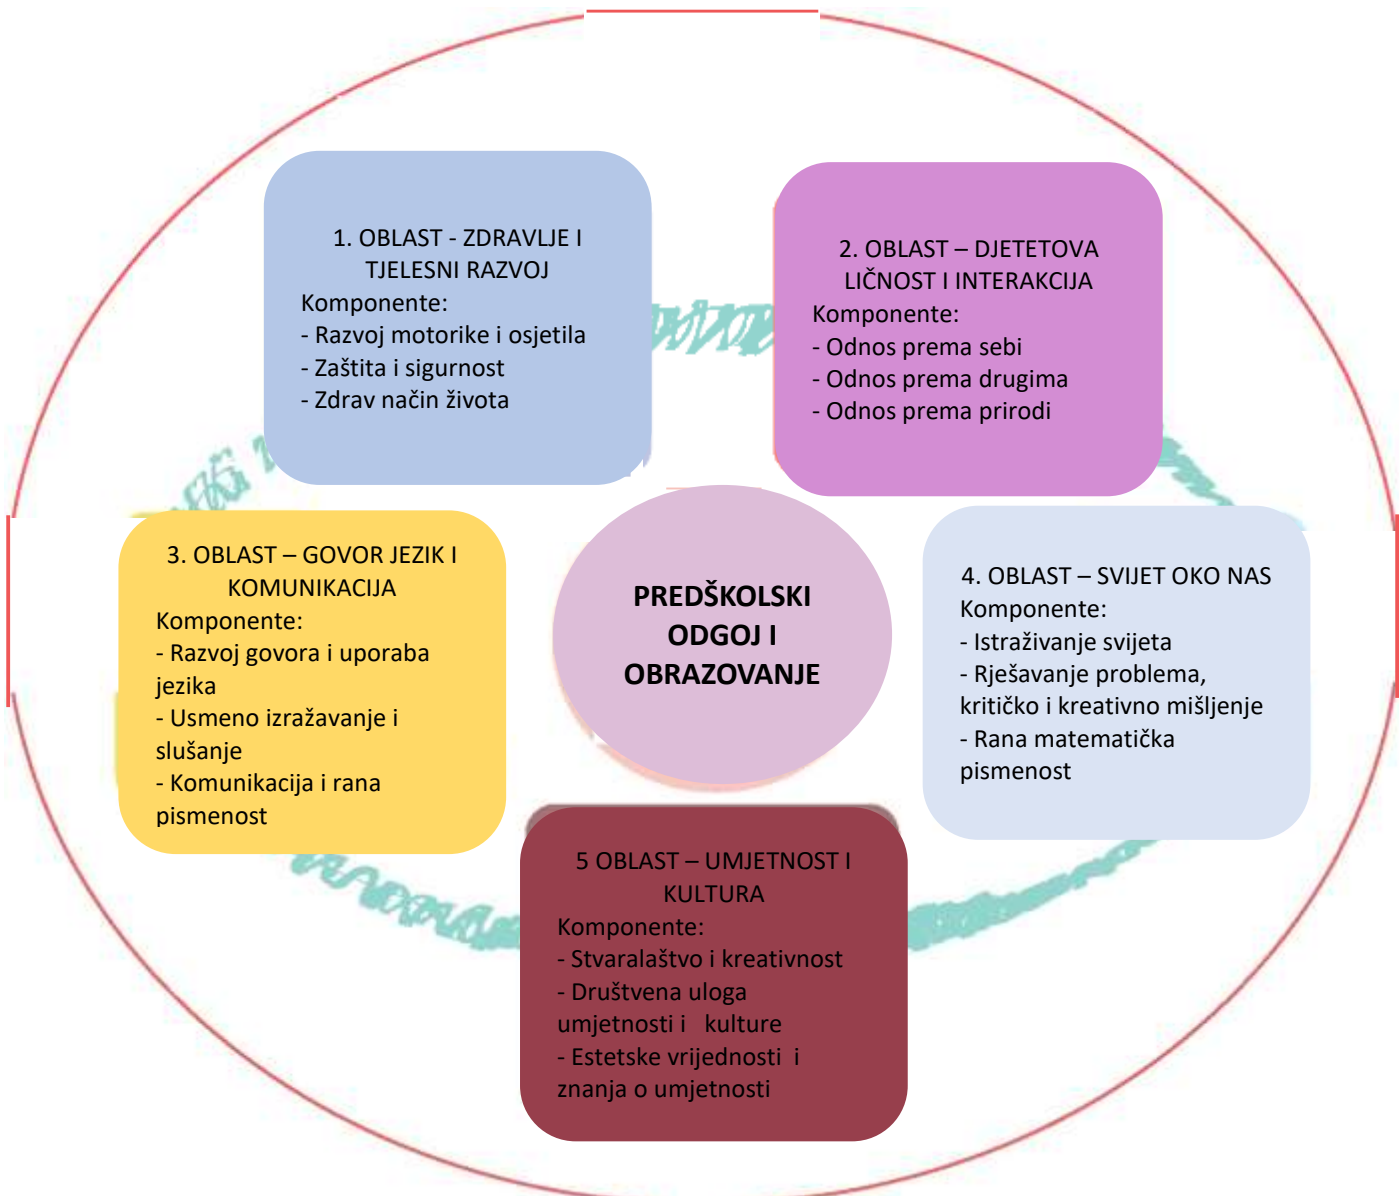 1. OBLAST - ZDRAVLJE I
TJELESNI RAZVOJ
Komponente:
- Razvoj motorike i osjetila
- Zaštita i sigurnost
- Zdrav način života
2. OBLAST – DJETETOVA
LIČNOST I INTERAKCIJA
Komponente:
- Odnos prema sebi
- Odnos prema drugima
- Odnos prema prirodi
3. OBLAST – GOVOR JEZIK I
KOMUNIKACIJA
Komponente:
- Razvoj govora i uporaba
jezika
- Usmeno izražavanje i
slušanje
- Komunikacija i rana
pismenost
PREDŠKOLSKI
ODGOJ I
OBRAZOVANJE
4. OBLAST – SVIJET OKO NAS
Komponente:
- Istraživanje svijeta
- Rješavanje problema,
kritičko i kreativno mišljenje
- Rana matematička
pismenost
5 OBLAST – UMJETNOST I
KULTURA
Komponente:
- Stvaralaštvo i kreativnost
- Društvena uloga
umjetnosti i   kulture
- Estetske vrijednosti  i
znanja o umjetnosti